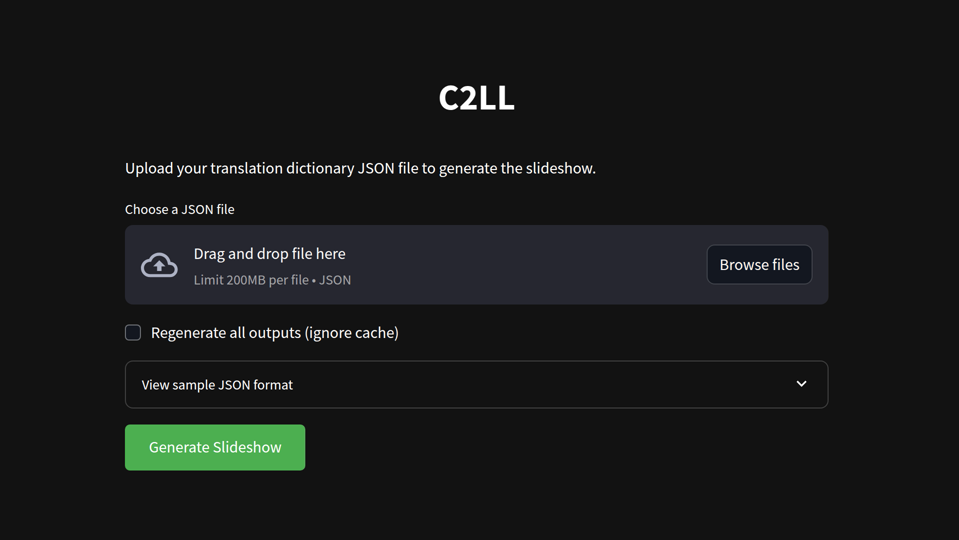 C2LL
Upload your translation dictionary JSON file to generate the slideshow.
Choose a JSON file
Drag and drop file here
Limit 200MB per file • JSON
Browse files
Regenerate all outputs (ignore cache)
View sample JSON format
Generate Slideshow